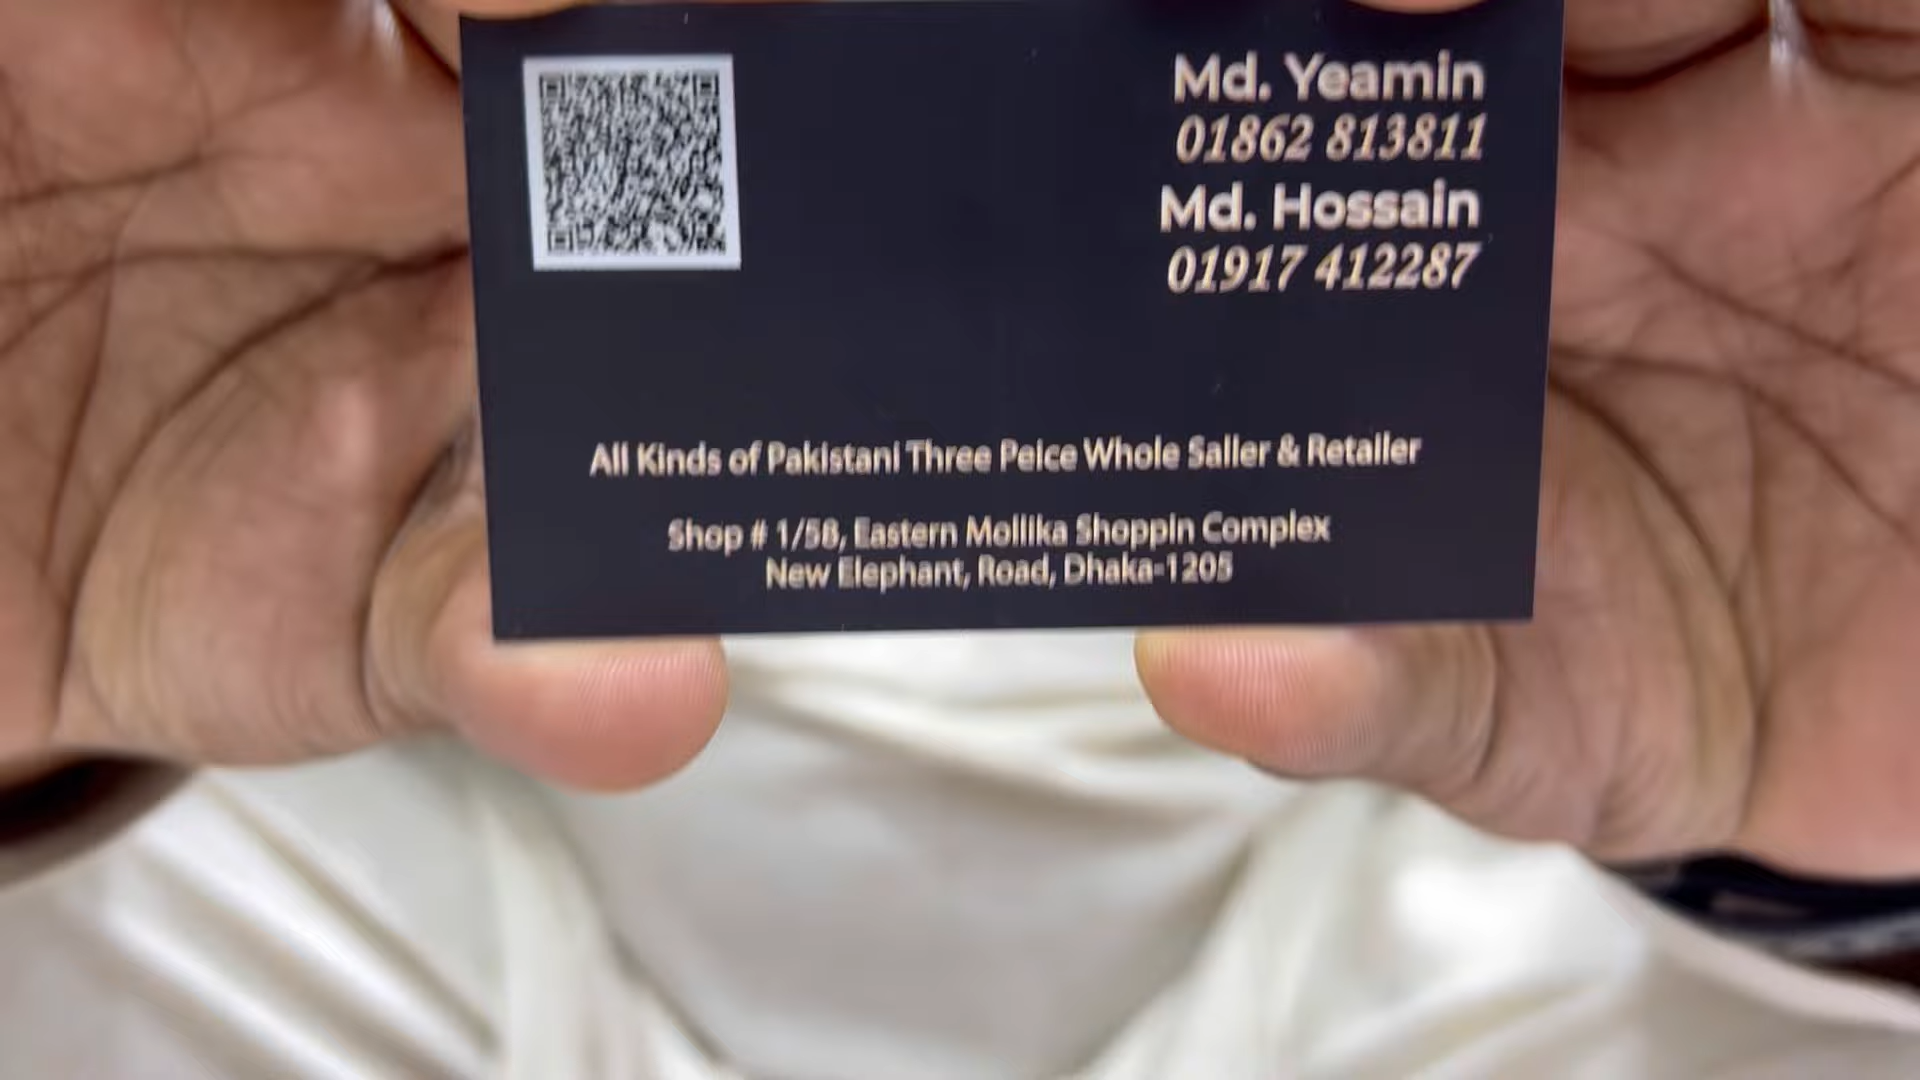 Md. Yeamin
01862 813811
Md. Hossain
01917 412287
All Kinds of Pakistani Three Peice Whole Saller & Retailer
Shop # 1/58, Eastern Mollika Shoppin Complex
New Elephant, Road, Dhaka-1205